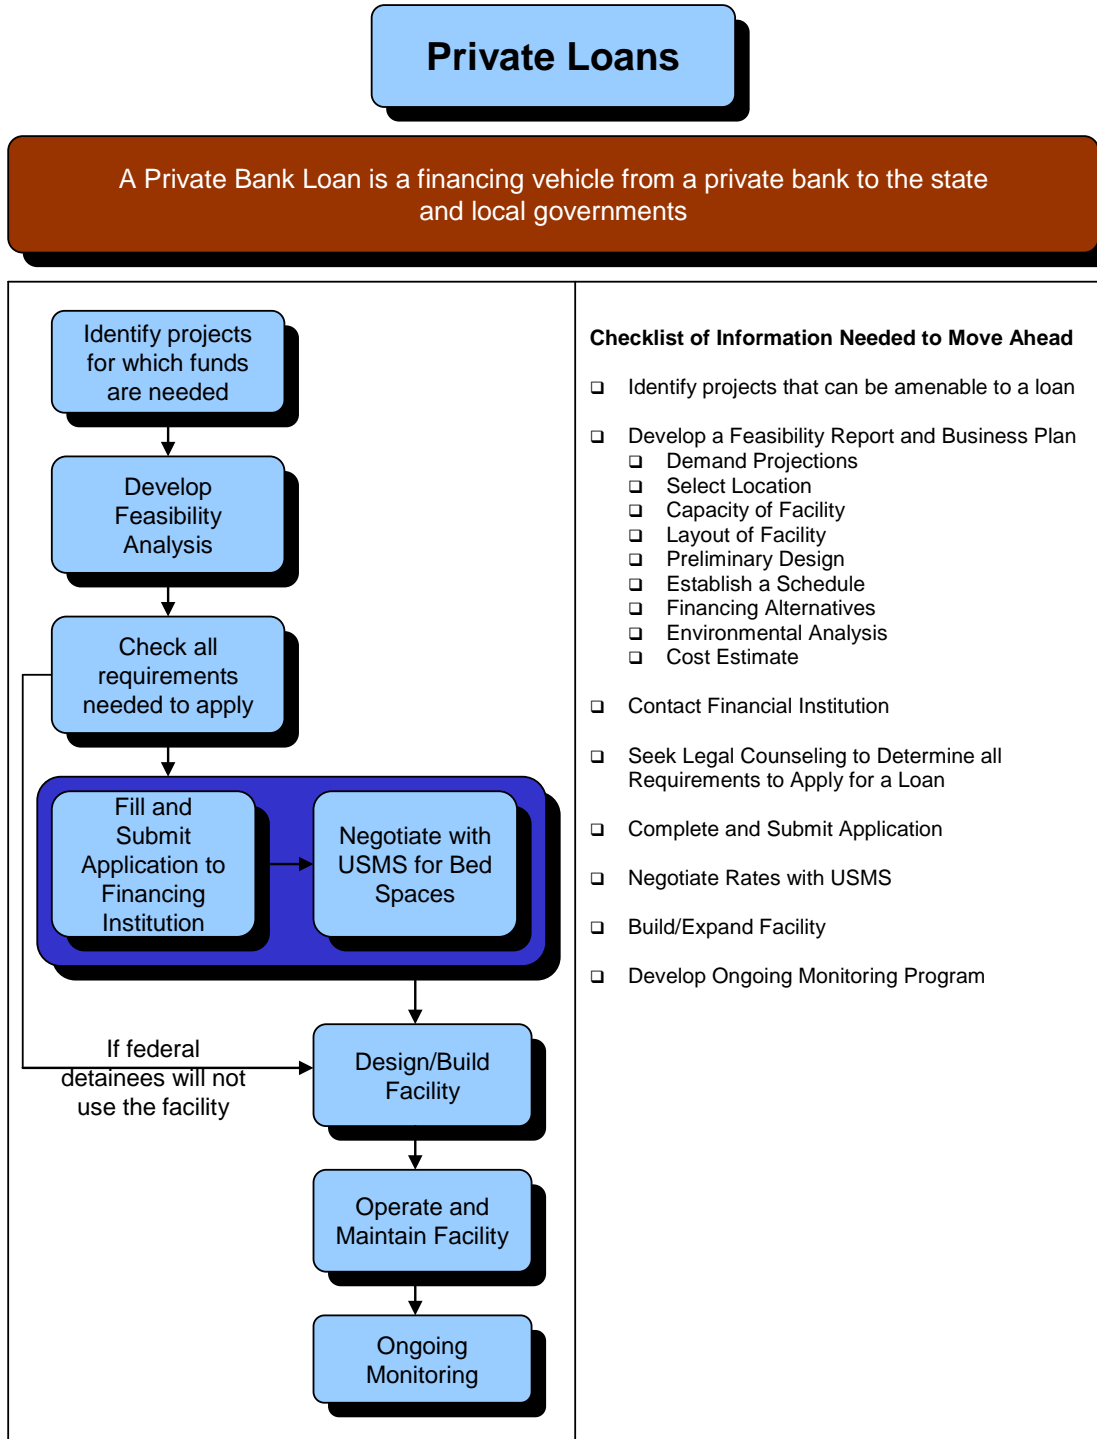 Private Loans
A Private Bank Loan is a financing vehicle from a private bank to the state
and local governments
Identify projects
for which funds
are needed
Develop
Feasibility
Analysis
Check all
requirements
needed to apply
Fill and
Submit
Application to
Financing
Institution
Negotiate with
USMS for Bed
Spaces
If federal
detainees will not
use the facility
Design/Build
Facility
Operate and
Maintain Facility
Ongoing
Monitoring
Checklist of Information Needed to Move Ahead
❑ Identify projects that can be amenable to a loan
❑ Develop a Feasibility Report and Business Plan
❑ Demand Projections
❑ Select Location
❑ Capacity of Facility
❑ Layout of Facility
❑ Preliminary Design
❑ Establish a Schedule
❑ Financing Alternatives
❑ Environmental Analysis
❑ Cost Estimate
❑ Contact Financial Institution
❑ Seek Legal Counseling to Determine all
Requirements to Apply for a Loan
❑ Complete and Submit Application
❑ Negotiate Rates with USMS
❑ Build/Expand Facility
❑ Develop Ongoing Monitoring Program